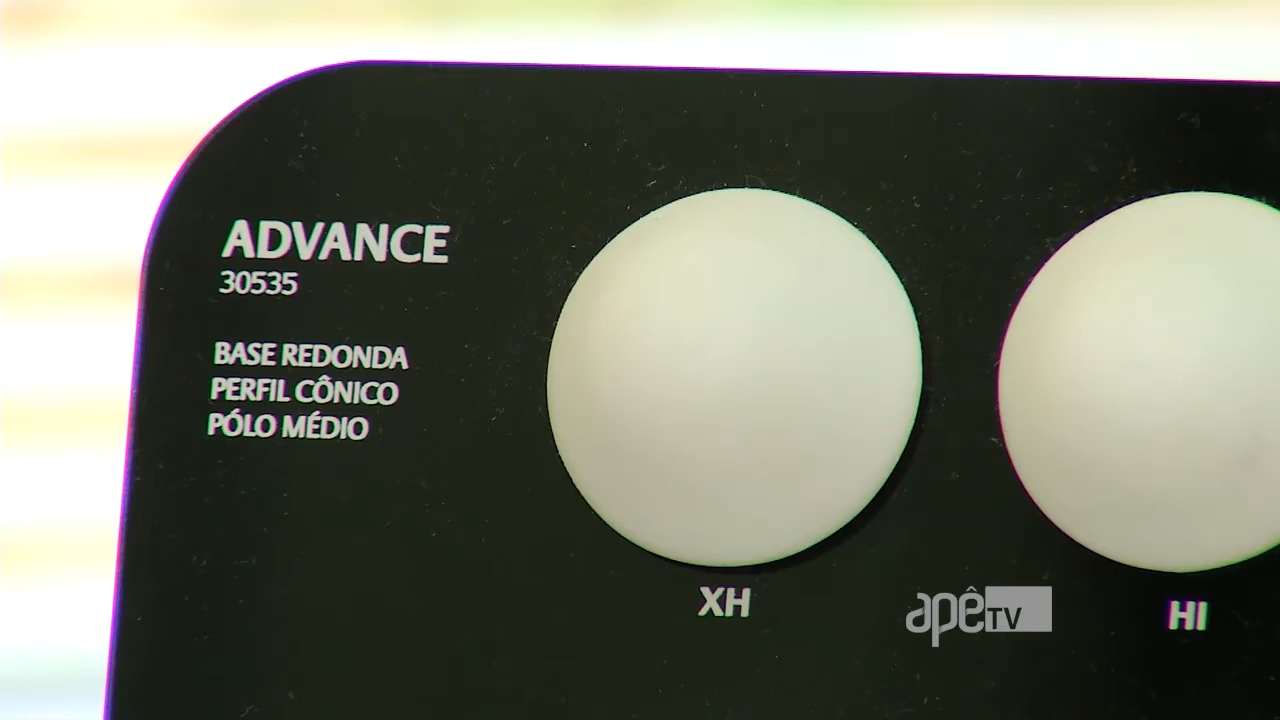 ADVANCE
30535
BASE REDONDA
PERFIL CÔNICO
PÓLO MÉDIO
XH
HI
apêTV